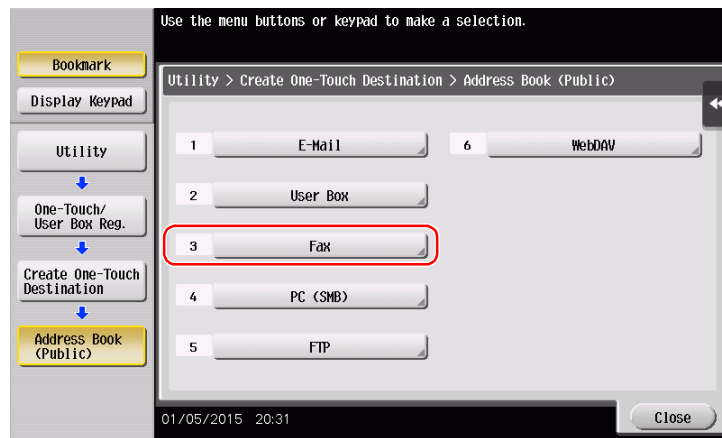 Use the menu buttons or keypad to make a selection.
Bookmark
Display Keypad
Utility
One-Touch/
User Box Reg.
Create One-Touch
Destination
Address Book
(Public)
Utility > Create One-Touch Destination > Address Book (Public)
1 E-Mail
2 User Box
3 Fax
4 PC (SMB)
5 FTP
6 WebDAV
01/05/2015 20:31
Close